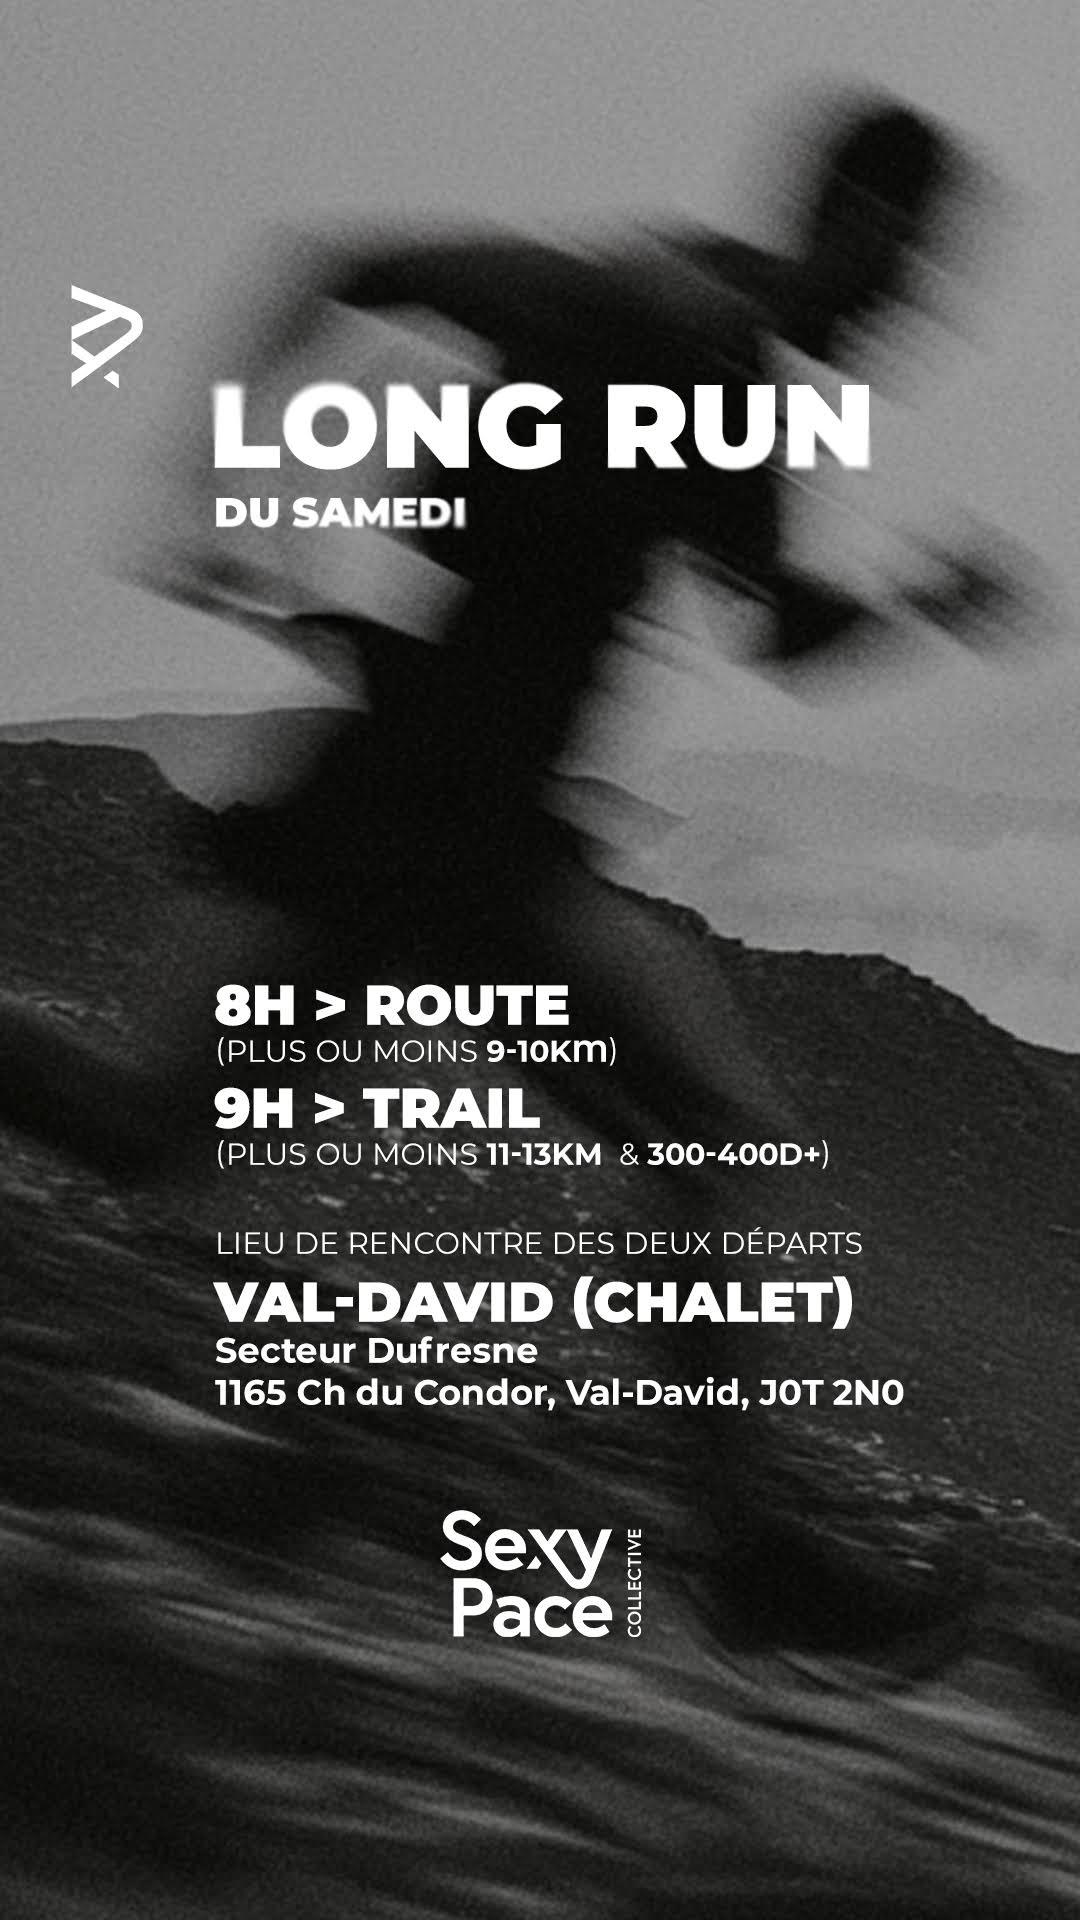 LONG RUN
DU SAMEDI
8H > ROUTE
(PLUS OU MOINS 9-10Km)
9H > TRAIL
(PLUS OU MOINS 11-13KM & 300-400D+)
LIEU DE RENCONTRE DES DEUX DÉPARTS
VAL-DAVID (CHALET)
Secteur Dufresne
1165 Ch du Condor, Val-David, J0T 2N0
Sexy
Pace
COLLECTIVE